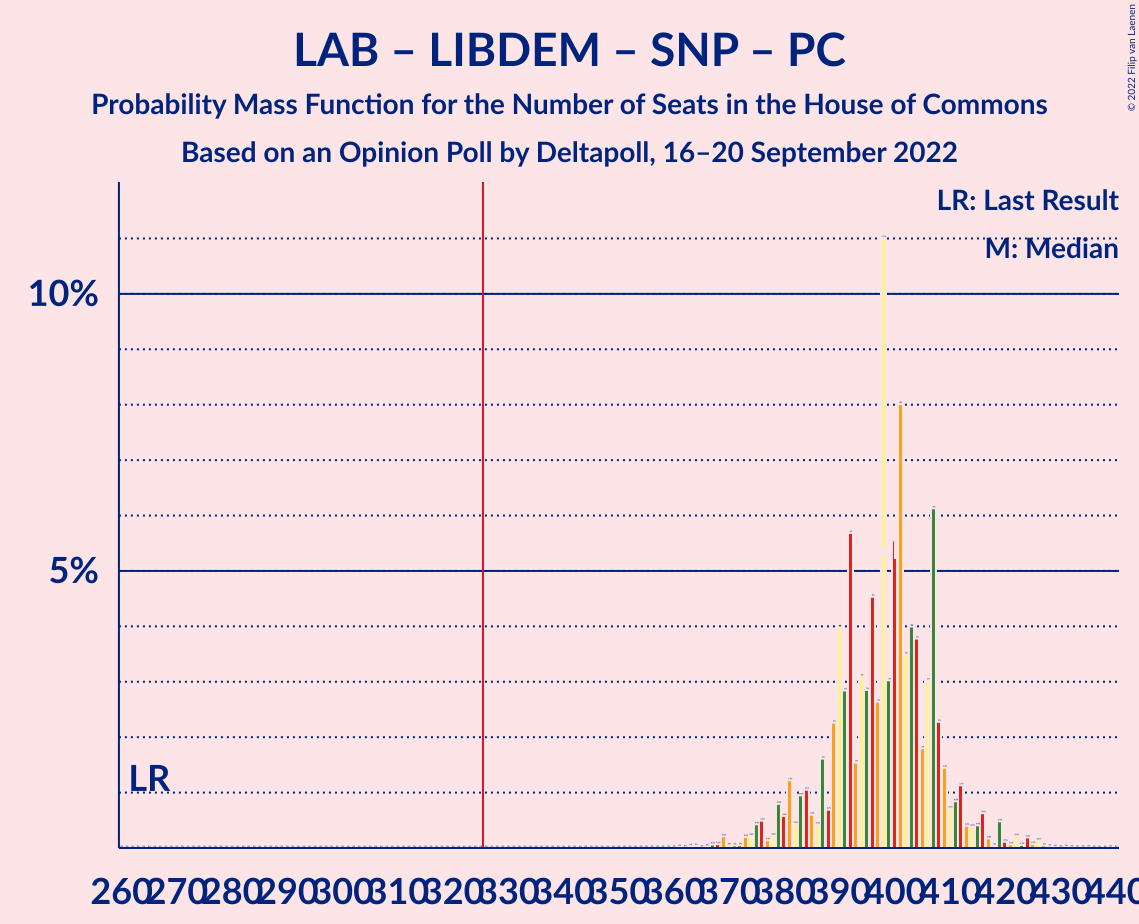 LAB – LIBDEM – SNP – PC
Probability Mass Function for the Number of Seats in the House of Commons
Based on an Opinion Poll by Deltapoll, 16–20 September 2022
© 2022 Filip van Laenen
LR: Last Result
M: Median
10%
5%
LR
260 270 280 290 300 310 320 330 340 350 360 370 380 390 400 410 420 430 440